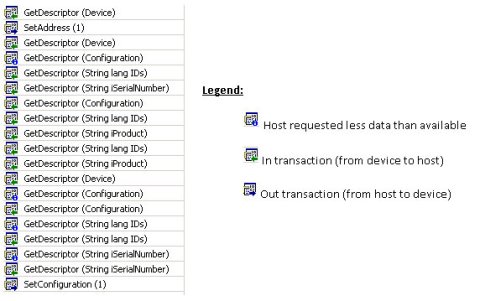 GetDescriptor (Device)
SetAddress (1)
GetDescriptor (Device)
GetDescriptor (Configuration)
GetDescriptor (String lang IDs)
GetDescriptor (String iSerialNumber)
GetDescriptor (Configuration)
GetDescriptor (String lang IDs)
GetDescriptor (String iProduct)
GetDescriptor (String lang IDs)
GetDescriptor (String iProduct)
GetDescriptor (Device)
GetDescriptor (Configuration)
GetDescriptor (Configuration)
GetDescriptor (String lang IDs)
GetDescriptor (String lang IDs)
GetDescriptor (String iSerialNumber)
GetDescriptor (String iSerialNumber)
SetConfiguration (1)
Legend:
Host requested less data than available
In transaction (from device to host)
Out transaction (from host to device)